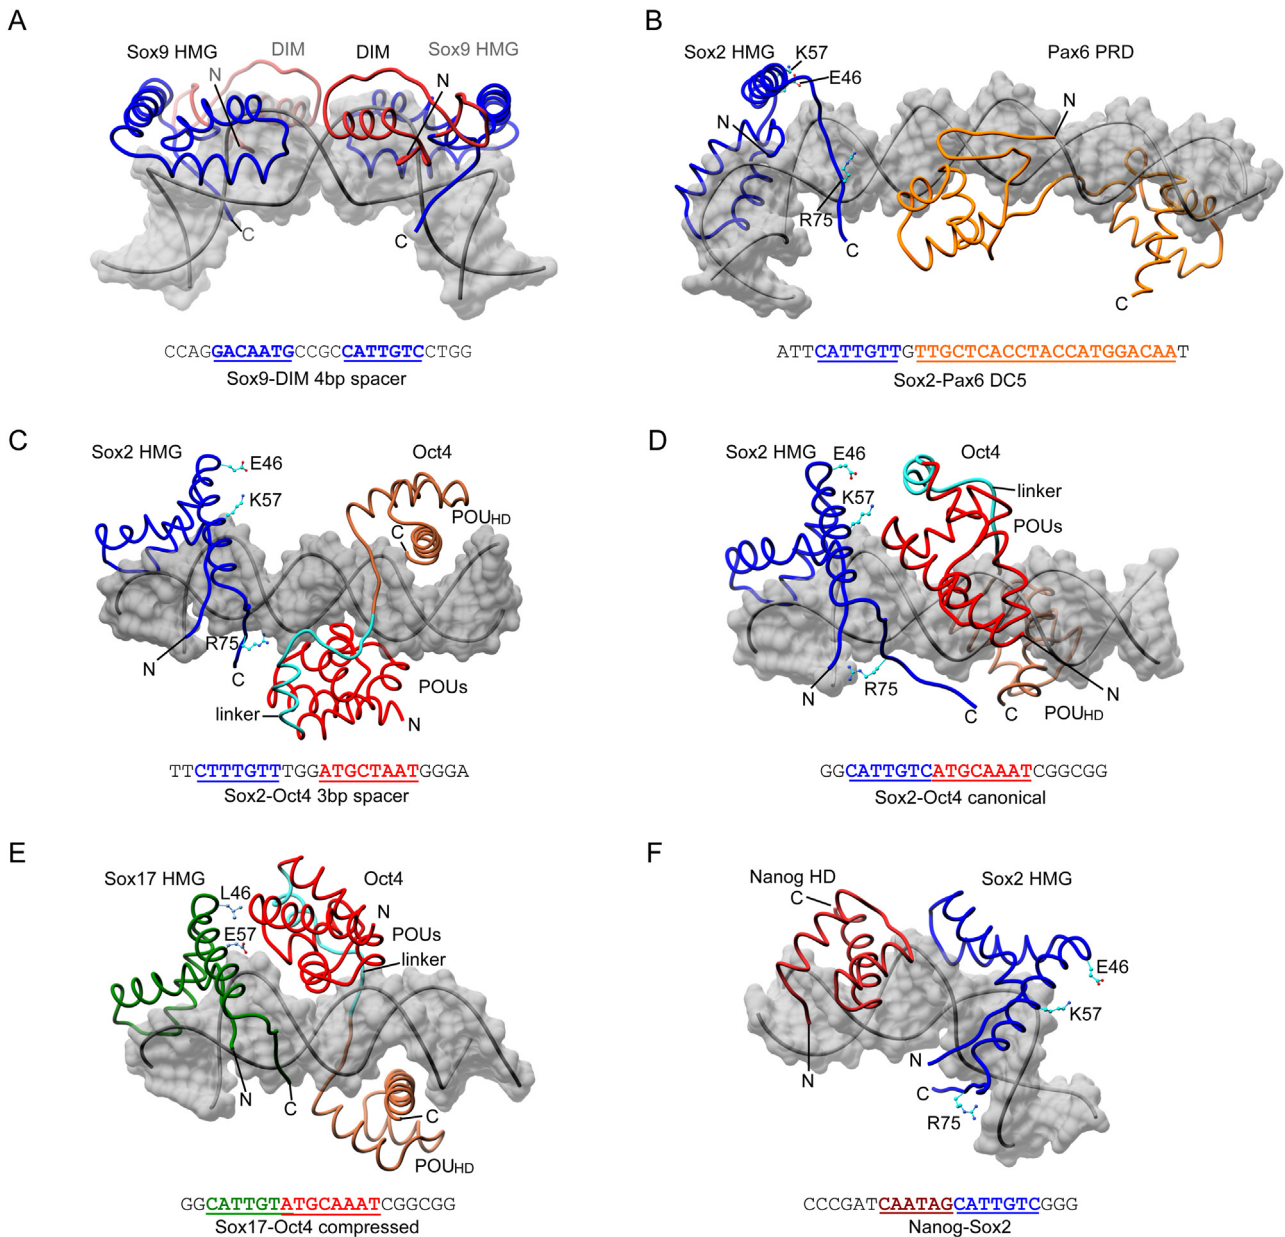 A
Sox9 HMG
DIM
DIM
Sox9 HMG
N
N
C
C
CCAGGACAATGCCGCCATTGTCCTGG
Sox9-DIM 4bp spacer
B
Sox2 HMG
K57
E46
Pax6 PRD
N
N
R75
C
C
ATTCATTGTTGTTGCTCACCTACCATGGACAAT
Sox2-Pax6 DC5
C
Sox2 HMG
E46
K57
Oct4
POUHD
C
R75
N
C
POUs
linker
N
TTCTTTGTTTGGATGCTAATGGGA
Sox2-Oct4 3bp spacer
D
Sox2 HMG
E46
K57
Oct4
linker
POUs
R75
N
C
C
N
POUHD
GGCATTGTCATGCAAATCGGCGG
Sox2-Oct4 canonical
E
Sox17 HMG
L46
E57
Oct4
N
POUs
linker
N
C
C
POUHD
GGCATTGTATGCAAATCGGCGG
Sox17-Oct4 compressed
F
Nanog HD
C
Sox2 HMG
E46
K57
N
N
C
R75
CCCGATCAATAGCATTGTCGGG
Nanog-Sox2